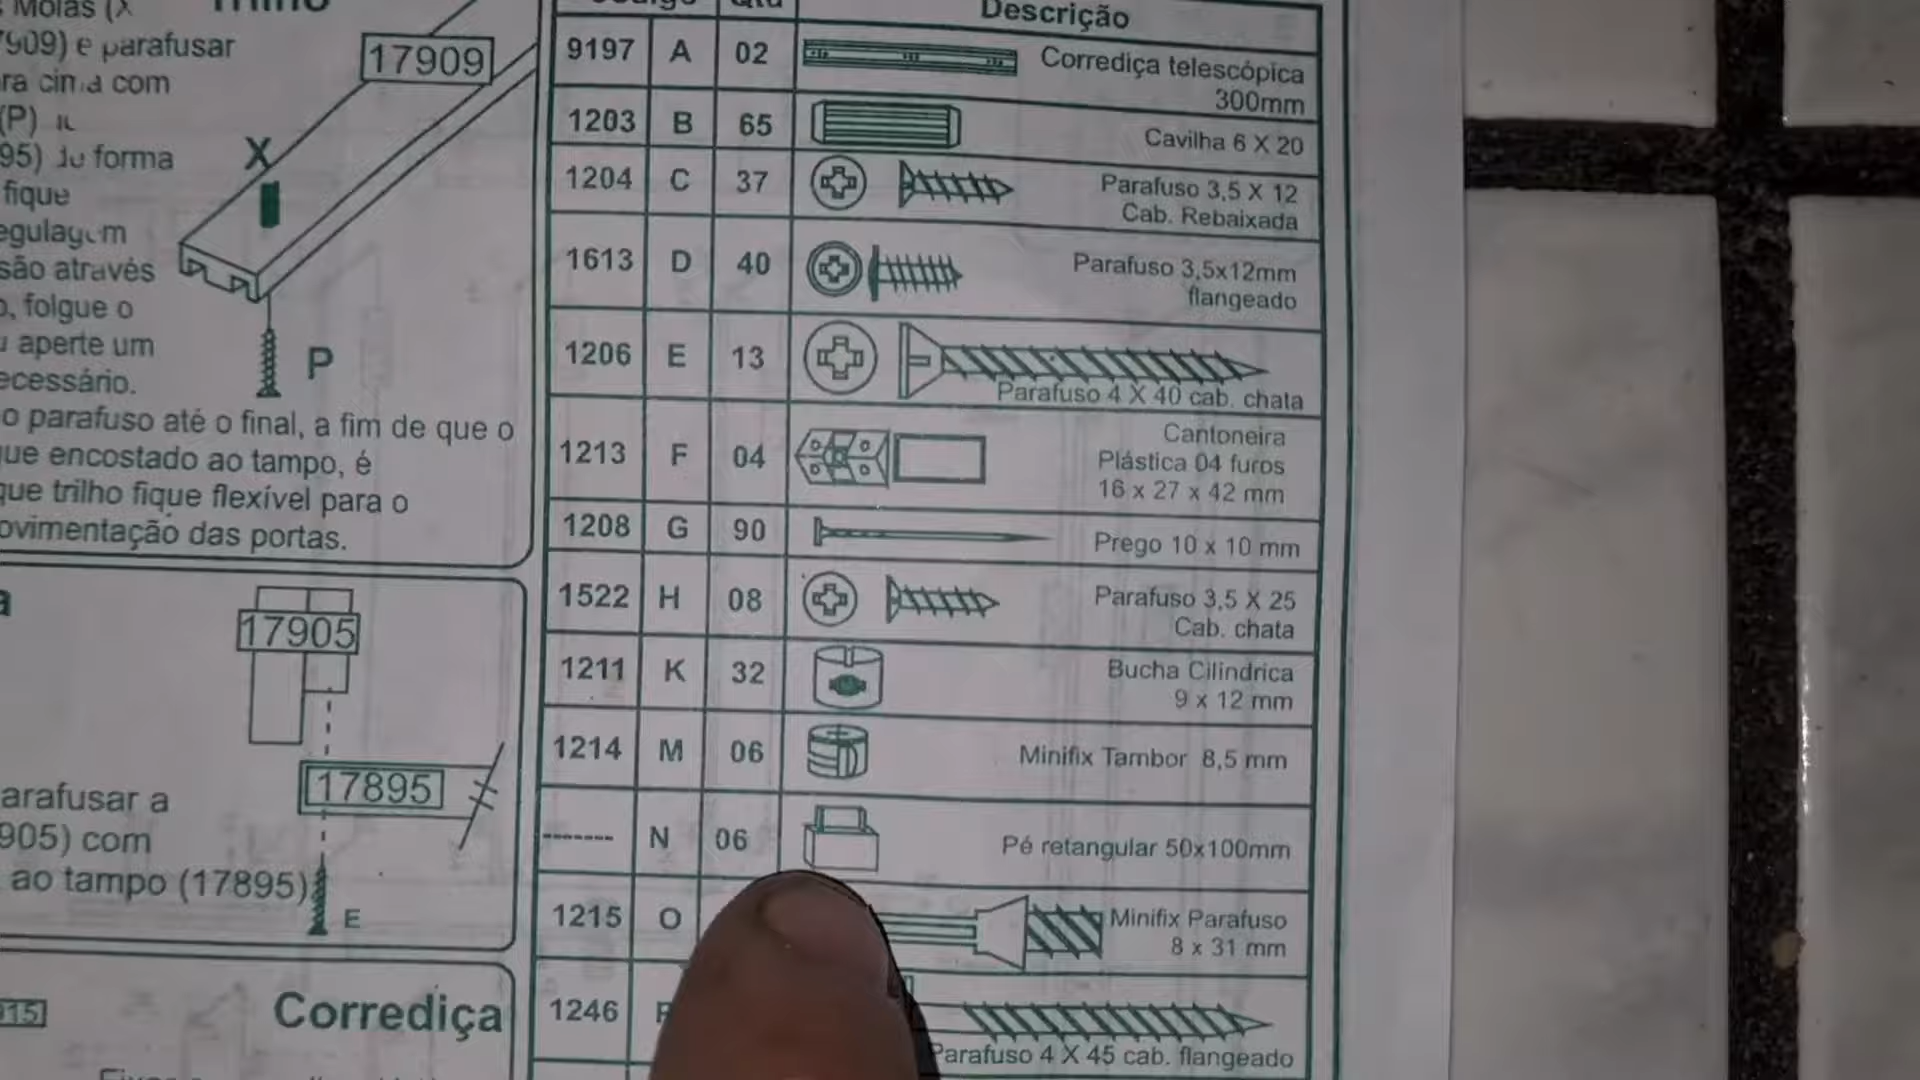 Molas (X
7909) e parafusar
ra cima com
(P)
95) de forma
fique
egulagem
são através
o, folgue o
aperte um
ecessário.
o parafuso até o final, a fim de que o
ue encostado ao tampo, é
que trilho fique flexível para o
ovimentação das portas.
17909
X
P
17905
17895
arafusar a
905) com
ao tampo (17895)
E
15
Corrediça
Qtd Descrição
9197 A 02 Corrediça telescópica
300mm
1203 B 65 Cavilha 6 X 20
1204 C 37 Parafuso 3,5 X 12
Cab. Rebaixada
1613 D 40 Parafuso 3,5x12mm
flangeado
1206 E 13 Parafuso 4 X 40 cab. chata
1213 F 04 Cantoneira
Plástica 04 furos
16 x 27 x 42 mm
1208 G 90 Prego 10 x 10 mm
1522 H 08 Parafuso 3,5 X 25
Cab. chata
1211 K 32 Bucha Cilíndrica
9 x 12 mm
1214 M 06 Minifix Tambor 8,5 mm
------- N 06 Pé retangular 50x100mm
1215 O Minifix Parafuso
8 x 31 mm
1246 Parafuso 4 X 45 cab. flangeado